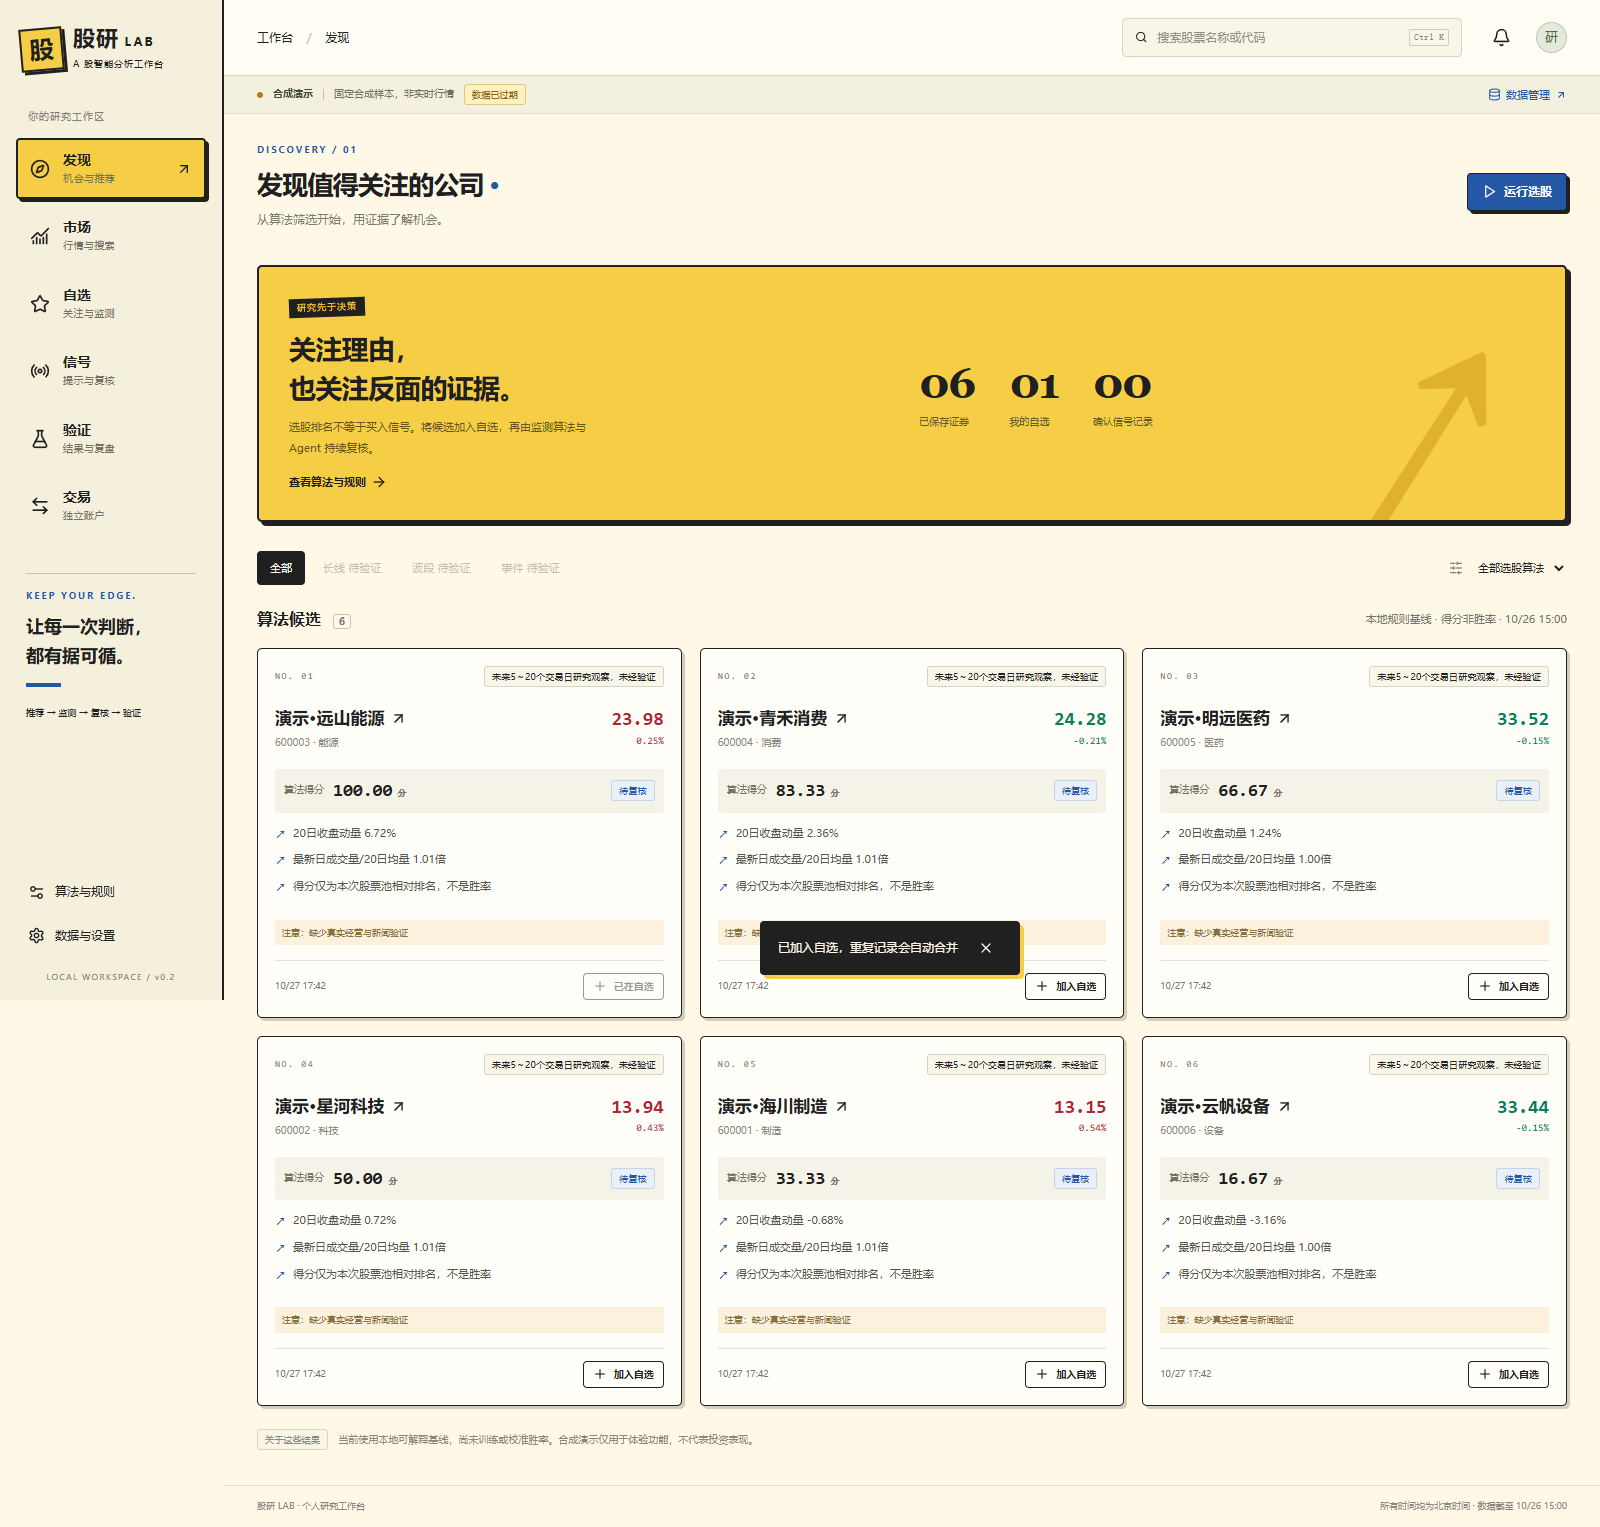 股
股研 LAB
A 股智能分析工作台
你的研究工作区
发现
机会与推荐
市场
行情与搜索
自选
关注与监测
信号
提示与复核
验证
结果与复盘
交易
独立账户
KEEP YOUR EDGE.
让每一次判断，
都有据可循。
推荐 → 监测 → 复核 → 验证
算法与规则
数据与设置
LOCAL WORKSPACE / v0.2
工作台 / 发现
搜索股票名称或代码
Ctrl K
研
合成演示
固定合成样本，非实时行情
数据已过期
数据管理
DISCOVERY / 01
发现值得关注的公司
从算法筛选开始，用证据了解机会。
运行选股
研究先于决策
关注理由，
也关注反面的证据。
选股排名不等于买入信号。将候选加入自选，再由监测算法与
Agent 持续复核。
查看算法与规则
06
已保存证券
01
我的自选
00
确认信号记录
全部
长线 待验证
波段 待验证
事件 待验证
全部选股算法
算法候选 6
本地规则基线 · 得分非胜率 · 10/26 15:00
NO. 01
未来5～20个交易日研究观察，未经验证
演示•远山能源
23.98
600003 · 能源
0.25%
算法得分 100.00 分
待复核
20日收盘动量 6.72%
最新日成交量/20日均量 1.01倍
得分仅为本次股票池相对排名，不是胜率
注意：缺少真实经营与新闻验证
10/27 17:42
已在自选
NO. 02
未来5～20个交易日研究观察，未经验证
演示•青禾消费
24.28
600004 · 消费
-0.21%
算法得分 83.33 分
待复核
20日收盘动量 2.36%
最新日成交量/20日均量 1.01倍
得分仅为本次股票池相对排名，不是胜率
注意：
已加入自选，重复记录会自动合并
10/27 17:42
加入自选
NO. 03
未来5～20个交易日研究观察，未经验证
演示•明远医药
33.52
600005 · 医药
-0.15%
算法得分 66.67 分
待复核
20日收盘动量 1.24%
最新日成交量/20日均量 1.00倍
得分仅为本次股票池相对排名，不是胜率
注意：缺少真实经营与新闻验证
10/27 17:42
加入自选
NO. 04
未来5～20个交易日研究观察，未经验证
演示•星河科技
13.94
600002 · 科技
0.43%
算法得分 50.00 分
待复核
20日收盘动量 0.72%
最新日成交量/20日均量 1.01倍
得分仅为本次股票池相对排名，不是胜率
注意：缺少真实经营与新闻验证
10/27 17:42
加入自选
NO. 05
未来5～20个交易日研究观察，未经验证
演示•海川制造
13.15
600001 · 制造
0.54%
算法得分 33.33 分
待复核
20日收盘动量 -0.68%
最新日成交量/20日均量 1.01倍
得分仅为本次股票池相对排名，不是胜率
注意：缺少真实经营与新闻验证
10/27 17:42
加入自选
NO. 06
未来5～20个交易日研究观察，未经验证
演示•云帆设备
33.44
600006 · 设备
-0.15%
算法得分 16.67 分
待复核
20日收盘动量 -3.16%
最新日成交量/20日均量 1.00倍
得分仅为本次股票池相对排名，不是胜率
注意：缺少真实经营与新闻验证
10/27 17:42
加入自选
关于这些结果
当前使用本地可解释基线，尚未训练或校准胜率。合成演示仅用于体验功能，不代表投资表现。
股研 LAB · 个人研究工作台
所有时间均为北京时间 · 数据截至 10/26 15:00